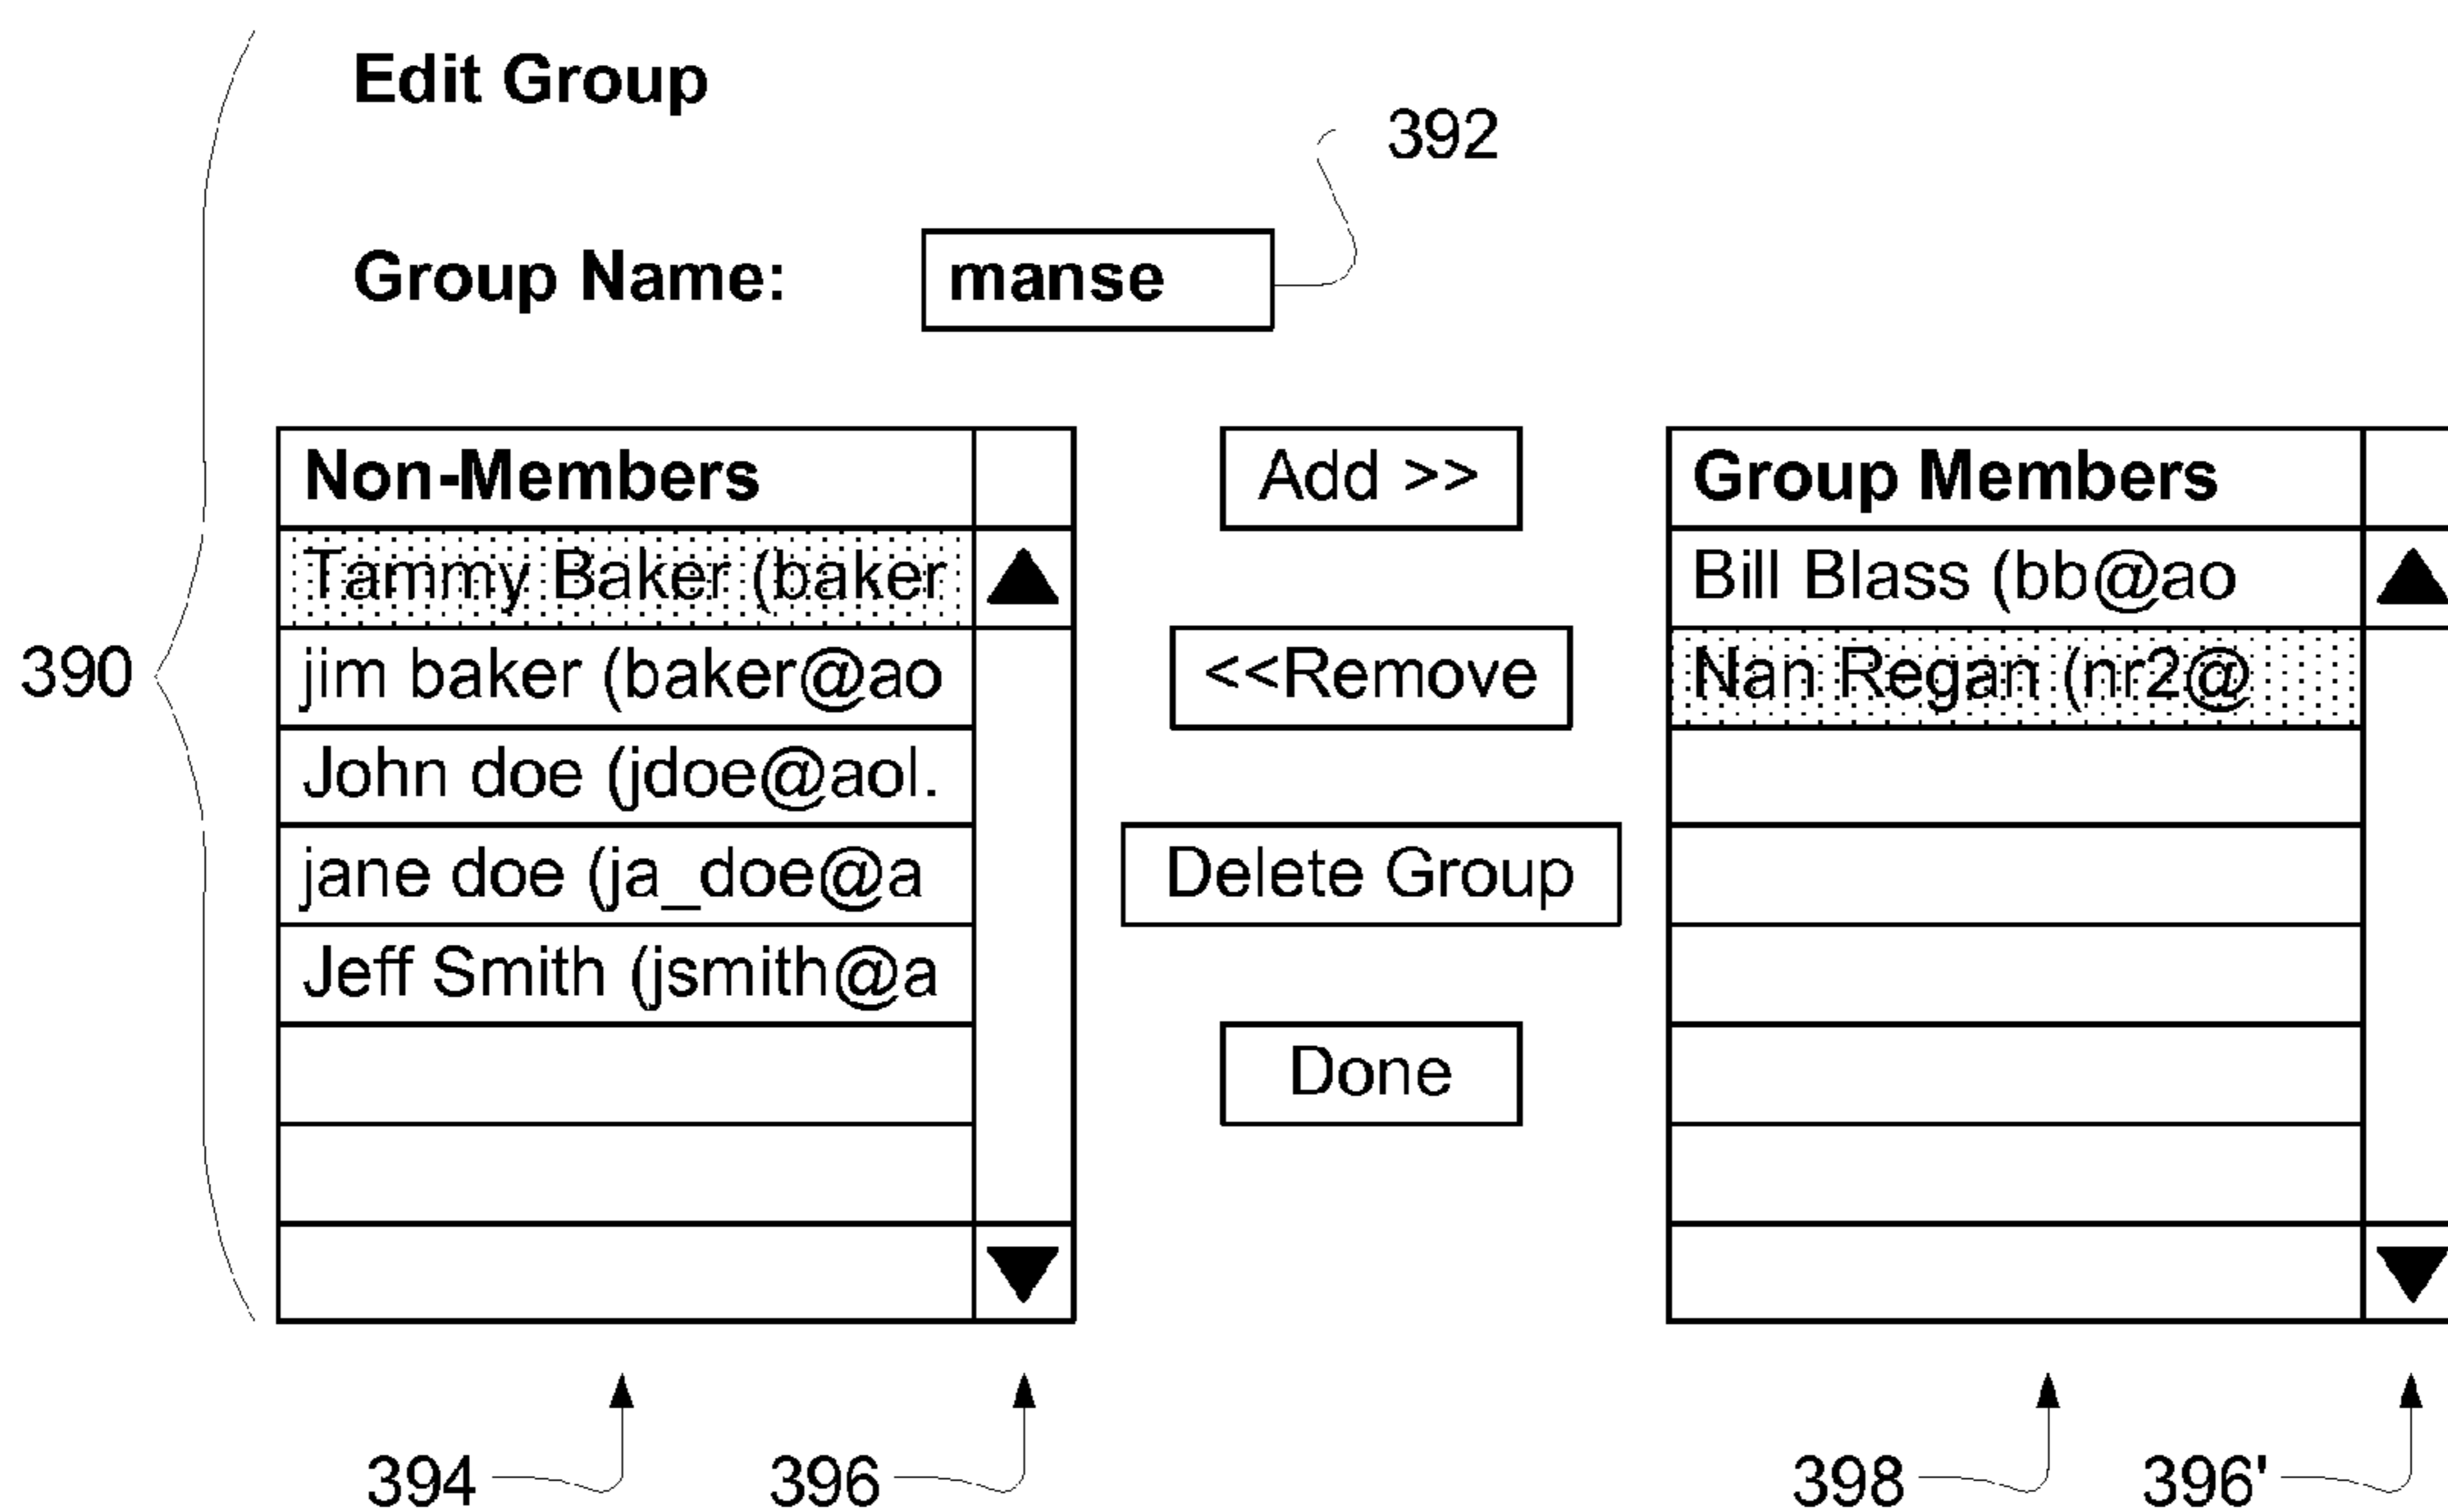 Edit Group
392
Group Name: manse
Non-Members
Add >>
Group Members
Tammy Baker (baker
Bill Blass (bb@ao
390
jim baker (baker@ao
<<Remove
Nan Regan (nr2@
John doe (jdoe@aol.
jane doe (ja_doe@a
Delete Group
Jeff Smith (jsmith@a
Done
394
396
398
396'